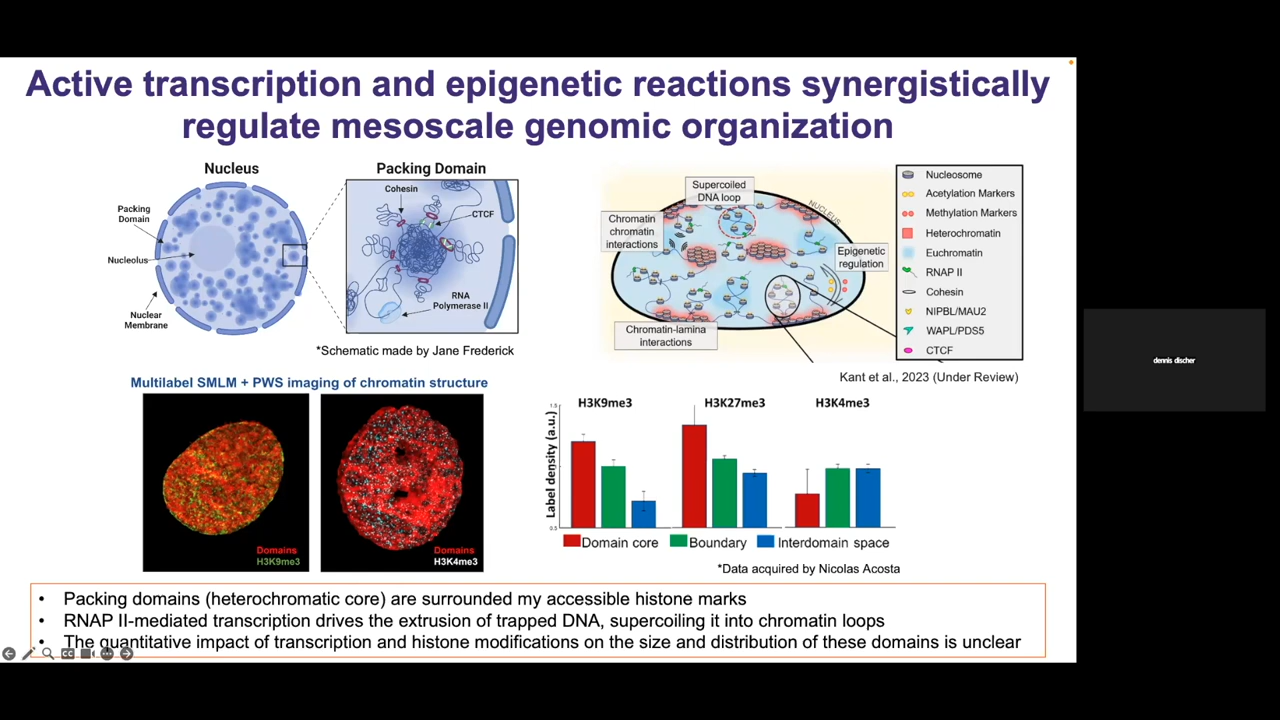 Active transcription and epigenetic reactions synergistically
regulate mesoscale genomic organization
Nucleus
Packing
Domain
Nucleolus
Nuclear
Membrane
Packing Domain
Cohesin
CTCF
RNA
Polymerase II
*Schematic made by Jane Frederick
Supercoiled
DNA loop
Chromatin
chromatin
interactions
NUCLEUS
Epigenetic
regulation
Chromatin-lamina
interactions
Nucleosome
Acetylation Markers
Methylation Markers
Heterochromatin
Euchromatin
RNAP II
Cohesin
NIPBL/MAU2
WAPL/PDS5
CTCF
Kant et al., 2023 (Under Review)
Multilabel SMLM + PWS imaging of chromatin structure
Domains
H3K9me3
Domains
H3K4me3
H3K9me3
H3K27me3
H3K4me3
Label density (a.u.)
1.5
0.5
Domain core
Boundary
Interdomain space
*Data acquired by Nicolas Acosta
• Packing domains (heterochromatic core) are surrounded my accessible histone marks
• RNAP II-mediated transcription drives the extrusion of trapped DNA, supercoiling it into chromatin loops
• The quantitative impact of transcription and histone modifications on the size and distribution of these domains is unclear
dennis discher